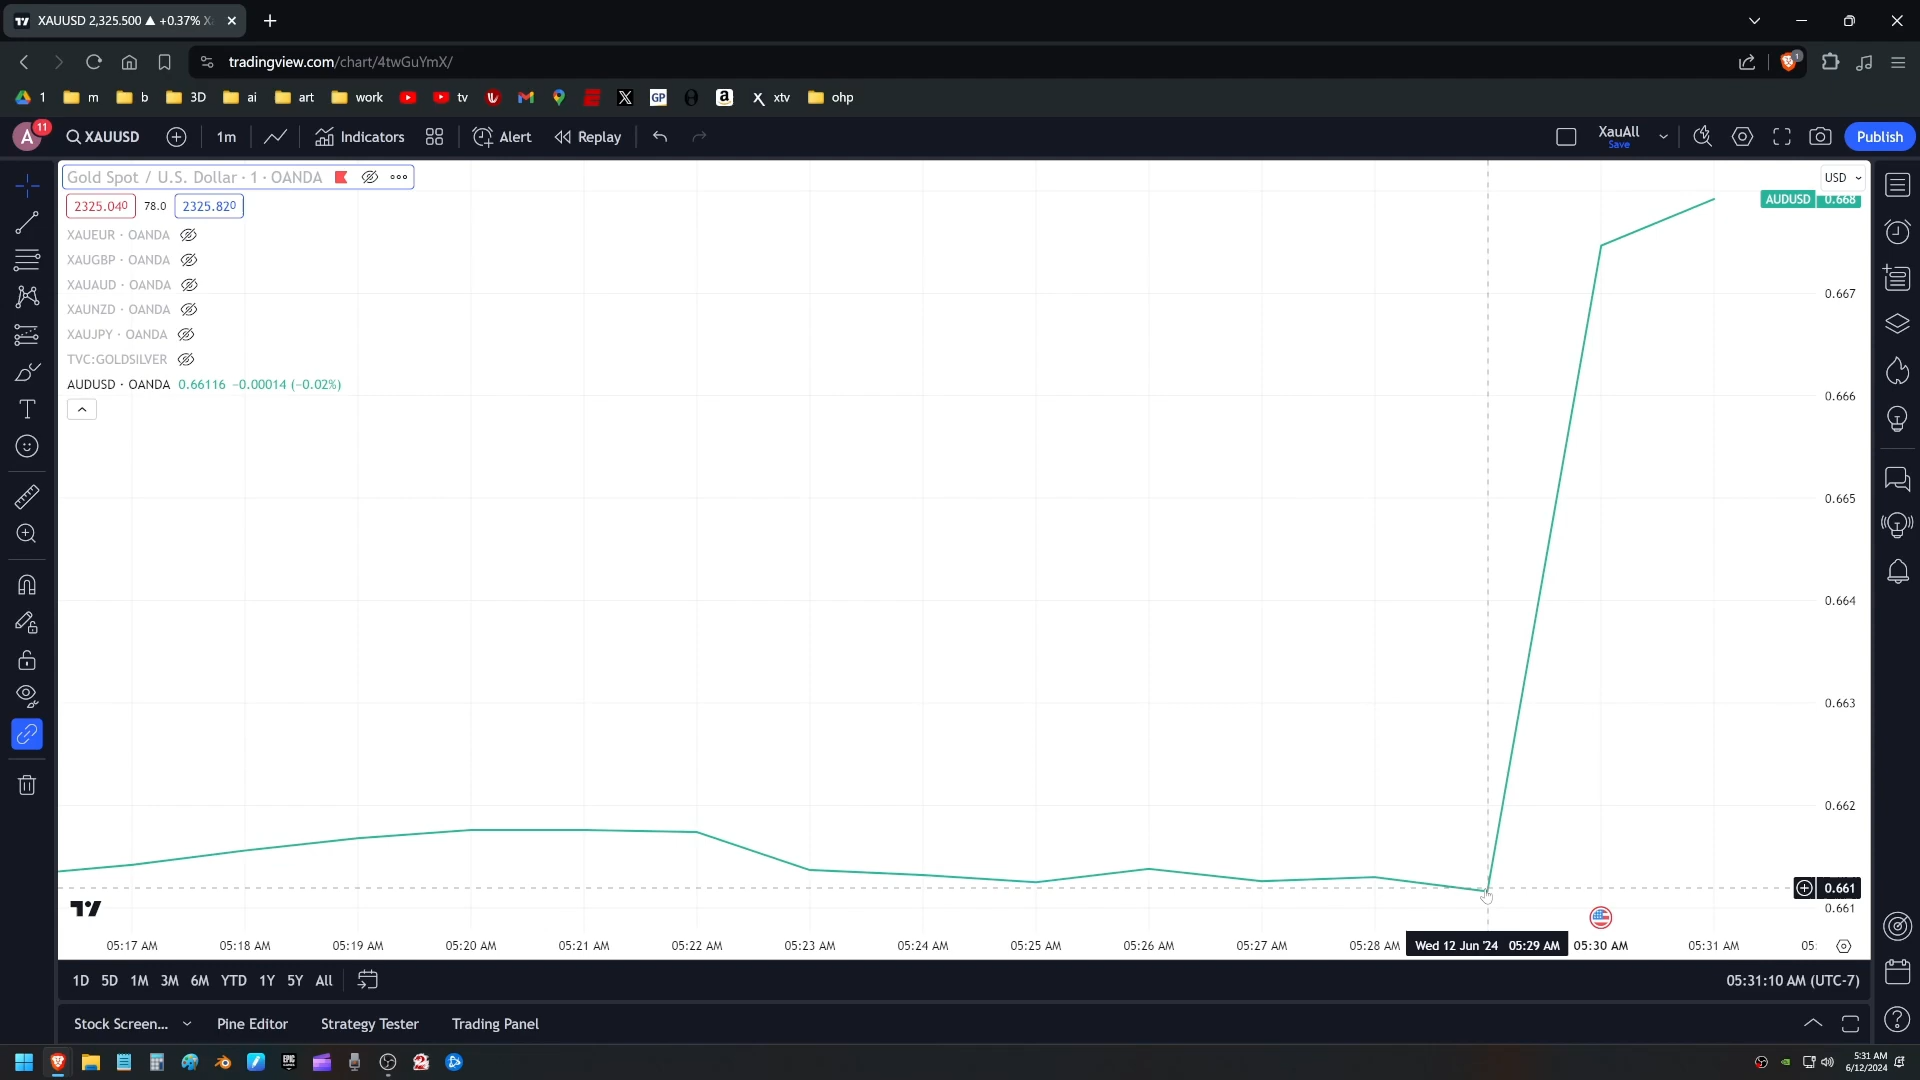 XAUUSD 2,325.500 ▲ +0.37% X
tradingview.com/chart/4twGuYmX/
1 m b 3D ai art work tv GP xtv ohp
A 11 XAUUSD 1m Indicators Alert Replay XauAll Save Publish
Gold Spot / U.S. Dollar · 1 · OANDA
USD
2325.040 78.0 2325.820
AUDUSD 0.668
XAUEUR · OANDA
XAUGBP · OANDA
XAUAUD · OANDA
0.667
XAUNZD · OANDA
XAUJPY · OANDA
TVC:GOLDSILVER
AUDUSD · OANDA 0.66116 −0.00014 (−0.02%)
0.666
0.665
0.664
0.663
0.662
0.661
0.661
05:17 AM 05:18 AM 05:19 AM 05:20 AM 05:21 AM 05:22 AM 05:23 AM 05:24 AM 05:25 AM 05:26 AM 05:27 AM 05:28 AM Wed 12 Jun '24 05:29 AM 05:30 AM 05:31 AM 05:
1D 5D 1M 3M 6M YTD 1Y 5Y All 05:31:10 AM (UTC-7)
Stock Screen... Pine Editor Strategy Tester Trading Panel
EPIC GAMES
5:31 AM
6/12/2024